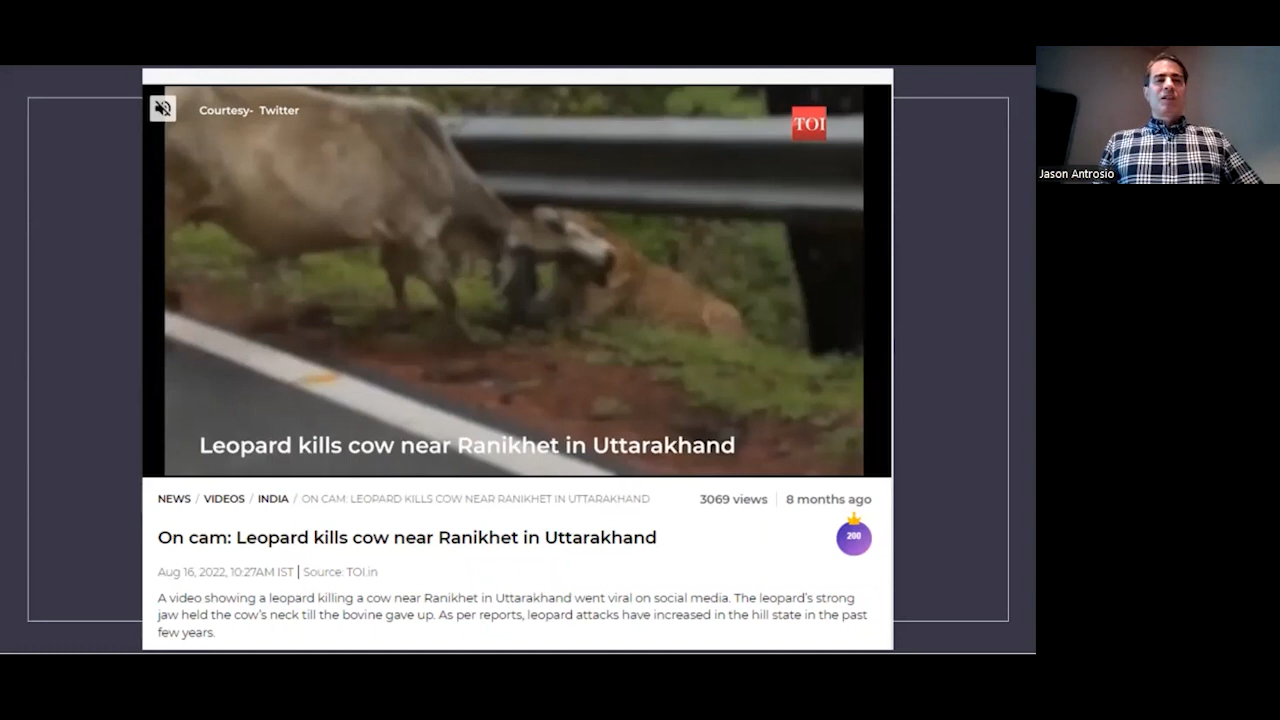 Courtesy- Twitter
TOI
Jason Antrosio
Leopard kills cow near Ranikhet in Uttarakhand
NEWS / VIDEOS / INDIA / ON CAM: LEOPARD KILLS COW NEAR RANIKHET IN UTTARAKHAND
3069 views | 8 months ago
On cam: Leopard kills cow near Ranikhet in Uttarakhand
200
Aug 16, 2022, 10:27AM IST | Source: TOI.in
A video showing a leopard killing a cow near Ranikhet in Uttarakhand went viral on social media. The leopard's strong
jaw held the cow's neck till the bovine gave up. As per reports, leopard attacks have increased in the hill state in the past
few years.